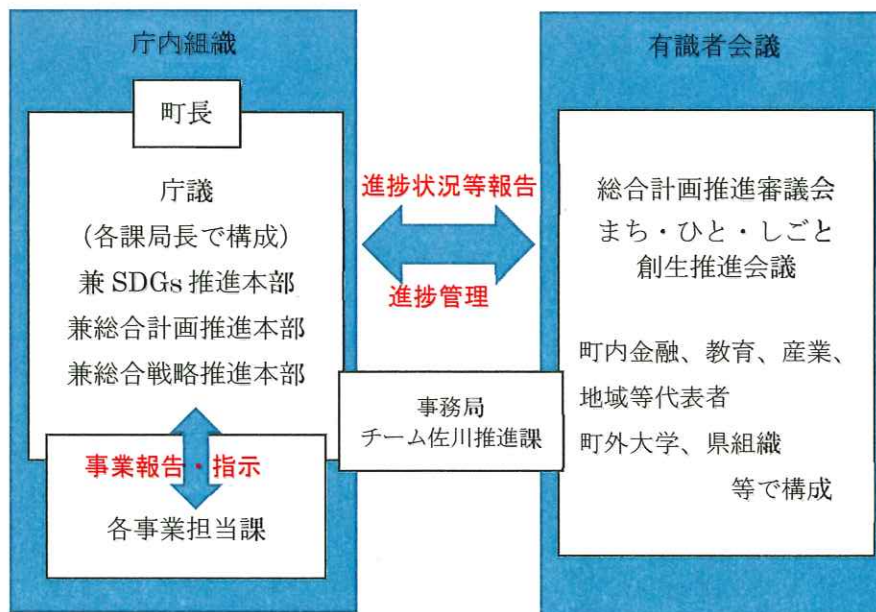 庁内組織
町長
庁議
（各課局長で構成）
兼 SDGs 推進本部
兼総合計画推進本部
兼総合戦略推進本部
事業報告・指示
各事業担当課
進捗状況等報告
進捗管理
事務局
チーム佐川推進課
有識者会議
総合計画推進審議会
まち・ひと・しごと
創生推進会議
町内金融、教育、産業、
地域等代表者
町外大学、県組織
等で構成